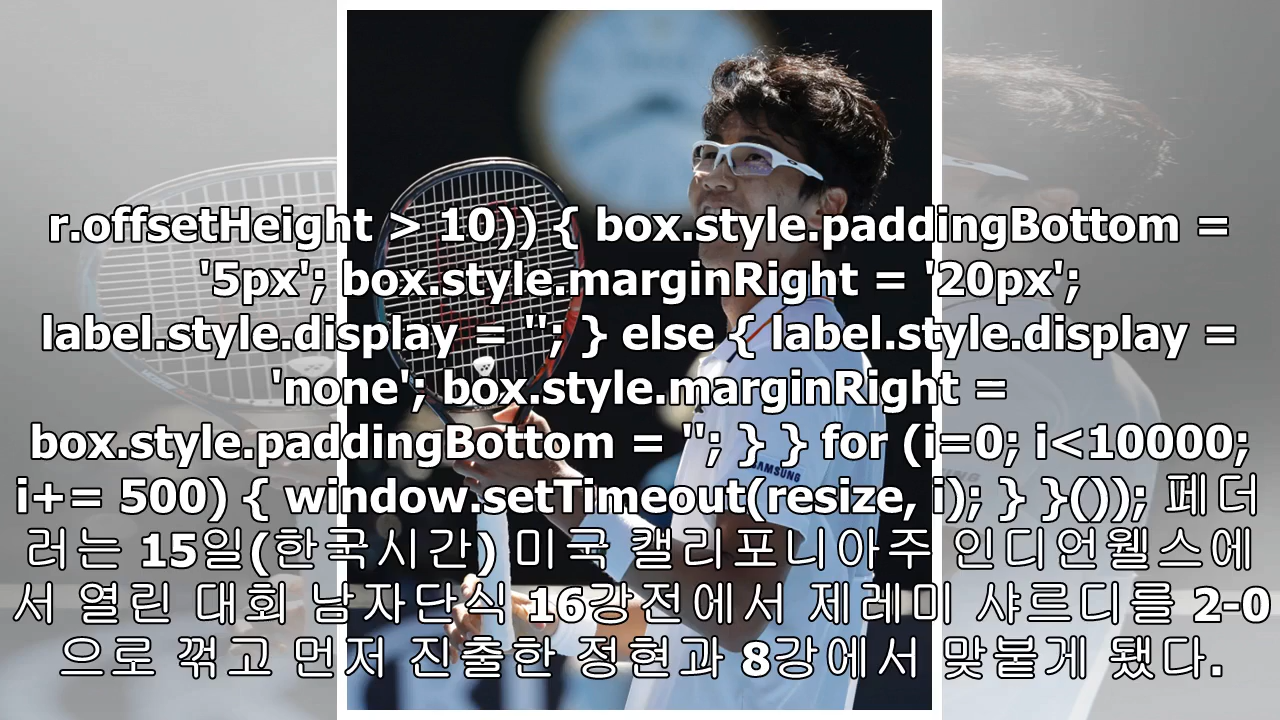 r.offsetHeight > 10)) { box.style.paddingBottom =
'5px'; box.style.marginRight = '20px';
label.style.display = ''; } else { label.style.display =
'none'; box.style.marginRight =
box.style.paddingBottom = ''; } } for (i=0; i<10000;
i+= 500) { window.setTimeout(resize, i); } }()); 페더
러는 15일(한국시간) 미국 캘리포니아주 인디언웰스에
서 열린 대회 남자단식 16강전에서 제레미 샤르디를 2-0
으로 꺾고 먼저 진출한 정현과 8강에서 맞붙게 됐다.
SAMSUNG